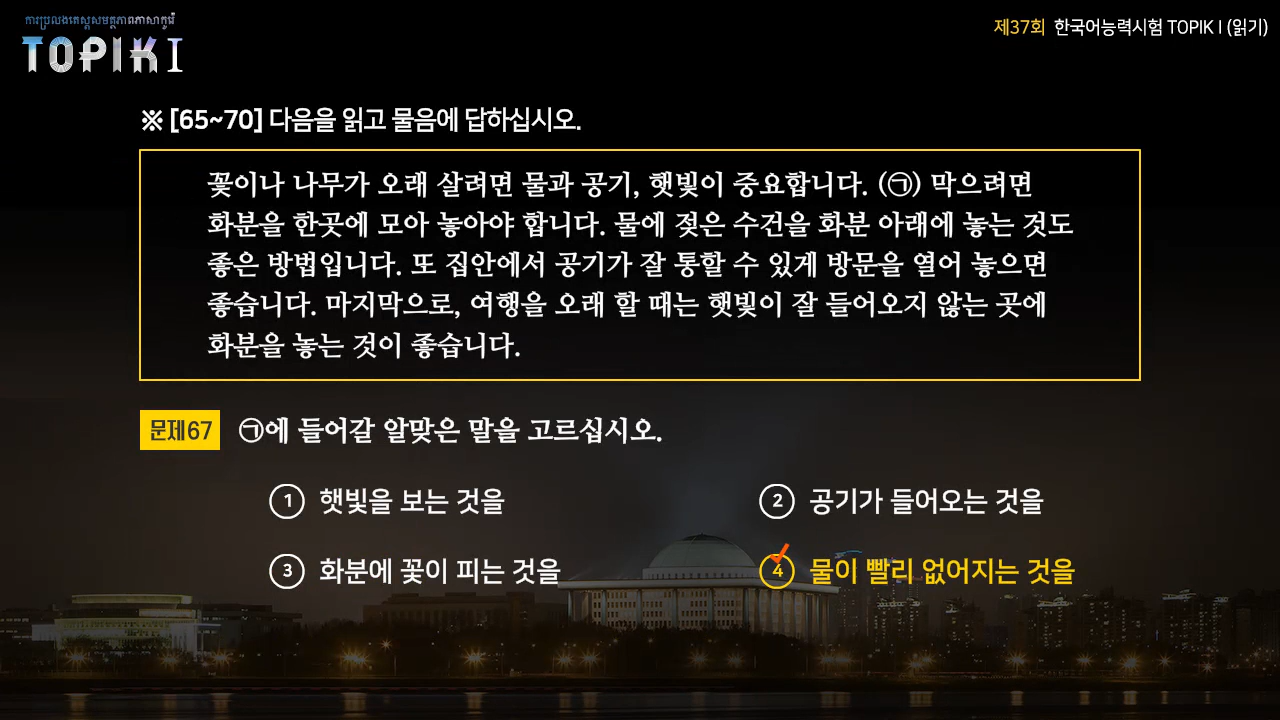 ការប្រលងតេស្តសមត្ថភាពភាសាកូរ៉េ
TOPIK I
제37회 한국어능력시험 TOPIK I (읽기)
※ [65~70] 다음을 읽고 물음에 답하십시오.
꽃이나 나무가 오래 살려면 물과 공기, 햇빛이 중요합니다. (㉠) 막으려면
화분을 한곳에 모아 놓아야 합니다. 물에 젖은 수건을 화분 아래에 놓는 것도
좋은 방법입니다. 또 집안에서 공기가 잘 통할 수 있게 방문을 열어 놓으면
좋습니다. 마지막으로, 여행을 오래 할 때는 햇빛이 잘 들어오지 않는 곳에
화분을 놓는 것이 좋습니다.
문제67 ㉠에 들어갈 알맞은 말을 고르십시오.
① 햇빛을 보는 것을
② 공기가 들어오는 것을
③ 화분에 꽃이 피는 것을
④ 물이 빨리 없어지는 것을